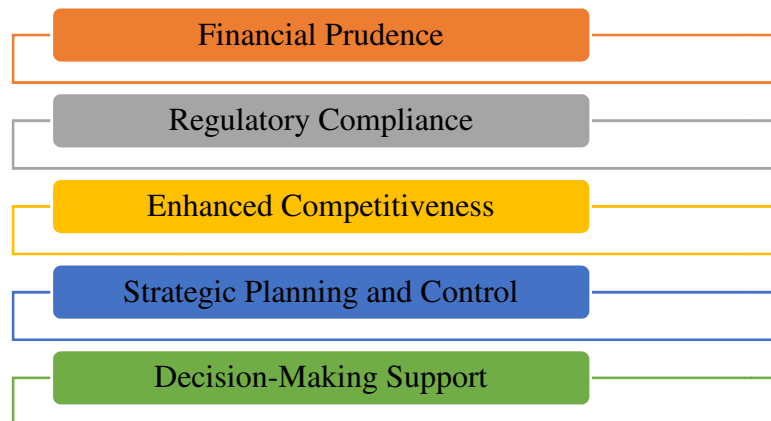 Financial Prudence
Regulatory Compliance
Enhanced Competitiveness
Strategic Planning and Control
Decision-Making Support